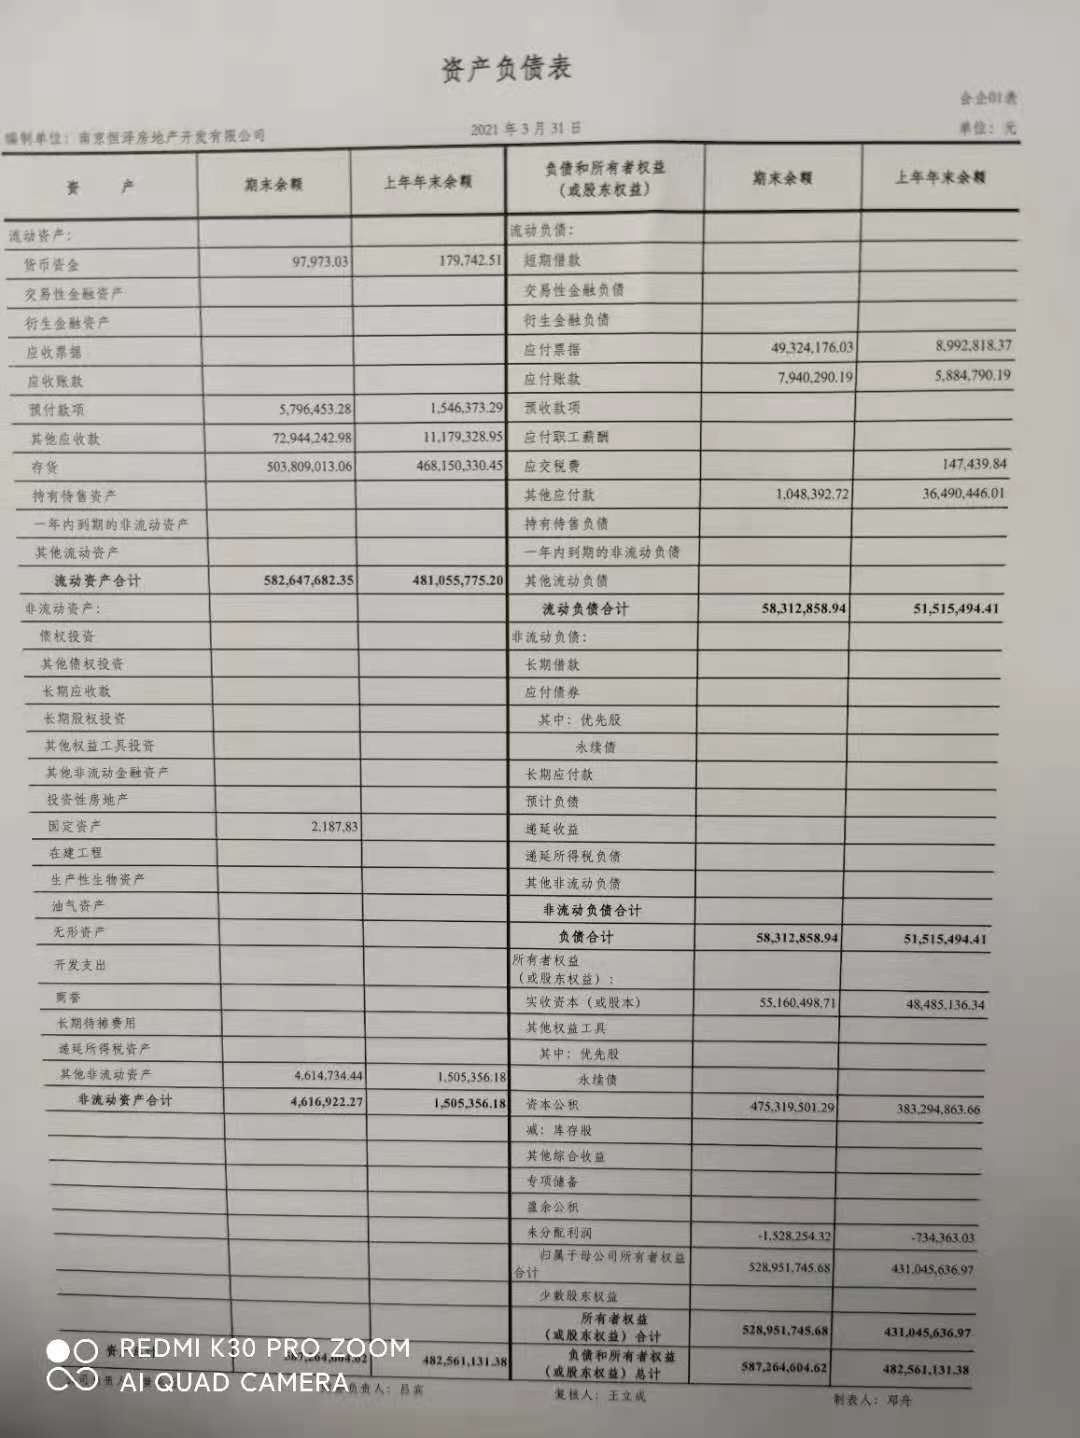 资产负债表
会企01表
编制单位：南京恒泽房地产开发有限公司 2021年3月31日 单位：元
资 产 期末余额 上年年末余额 负债和所有者权益（或股东权益） 期末余额 上年年末余额
流动资产： 流动负债：
货币资金 97,973.03 179,742.51 短期借款
交易性金融资产 交易性金融负债
衍生金融资产 衍生金融负债
应收票据 应付票据 49,324,176.03 8,992,818.37
应收账款 应付账款 7,940,290.19 5,884,790.19
预付款项 5,796,453.28 1,546,373.29 预收款项
其他应收款 72,944,242.98 11,179,328.95 应付职工薪酬
存货 503,809,013.06 468,150,330.45 应交税费 147,439.84
持有待售资产 其他应付款 1,048,392.72 36,490,446.01
一年内到期的非流动资产 持有待售负债
其他流动资产 一年内到期的非流动负债
流动资产合计 582,647,682.35 481,055,775.20 其他流动负债
非流动资产： 流动负债合计 58,312,858.94 51,515,494.41
债权投资 非流动负债：
其他债权投资 长期借款
长期应收款 应付债券
长期股权投资 其中：优先股
其他权益工具投资 永续债
其他非流动金融资产 长期应付款
投资性房地产 预计负债
固定资产 2,187.83 递延收益
在建工程 递延所得税负债
生产性生物资产 其他非流动负债
油气资产 非流动负债合计
无形资产 负债合计 58,312,858.94 51,515,494.41
开发支出 所有者权益（或股东权益）：
商誉 实收资本（或股本） 55,160,498.71 48,485,136.34
长期待摊费用 其他权益工具
递延所得税资产 其中：优先股
其他非流动资产 4,614,734.44 1,505,356.18 永续债
非流动资产合计 4,616,922.27 1,505,356.18 资本公积 475,319,501.29 383,294,863.66
减：库存股
其他综合收益
专项储备
盈余公积
未分配利润 -1,528,254.32 -734,363.03
归属于母公司所有者权益合计 528,951,745.68 431,045,636.97
少数股东权益
所有者权益（或股东权益）合计 528,951,745.68 431,045,636.97
482,561,131.38 负债和所有者权益（或股东权益）总计 587,264,604.62 482,561,131.38
负责人：吕宾 复核人：王立成 制表人：邓舟
REDMI K30 PRO ZOOM
AI QUAD CAMERA